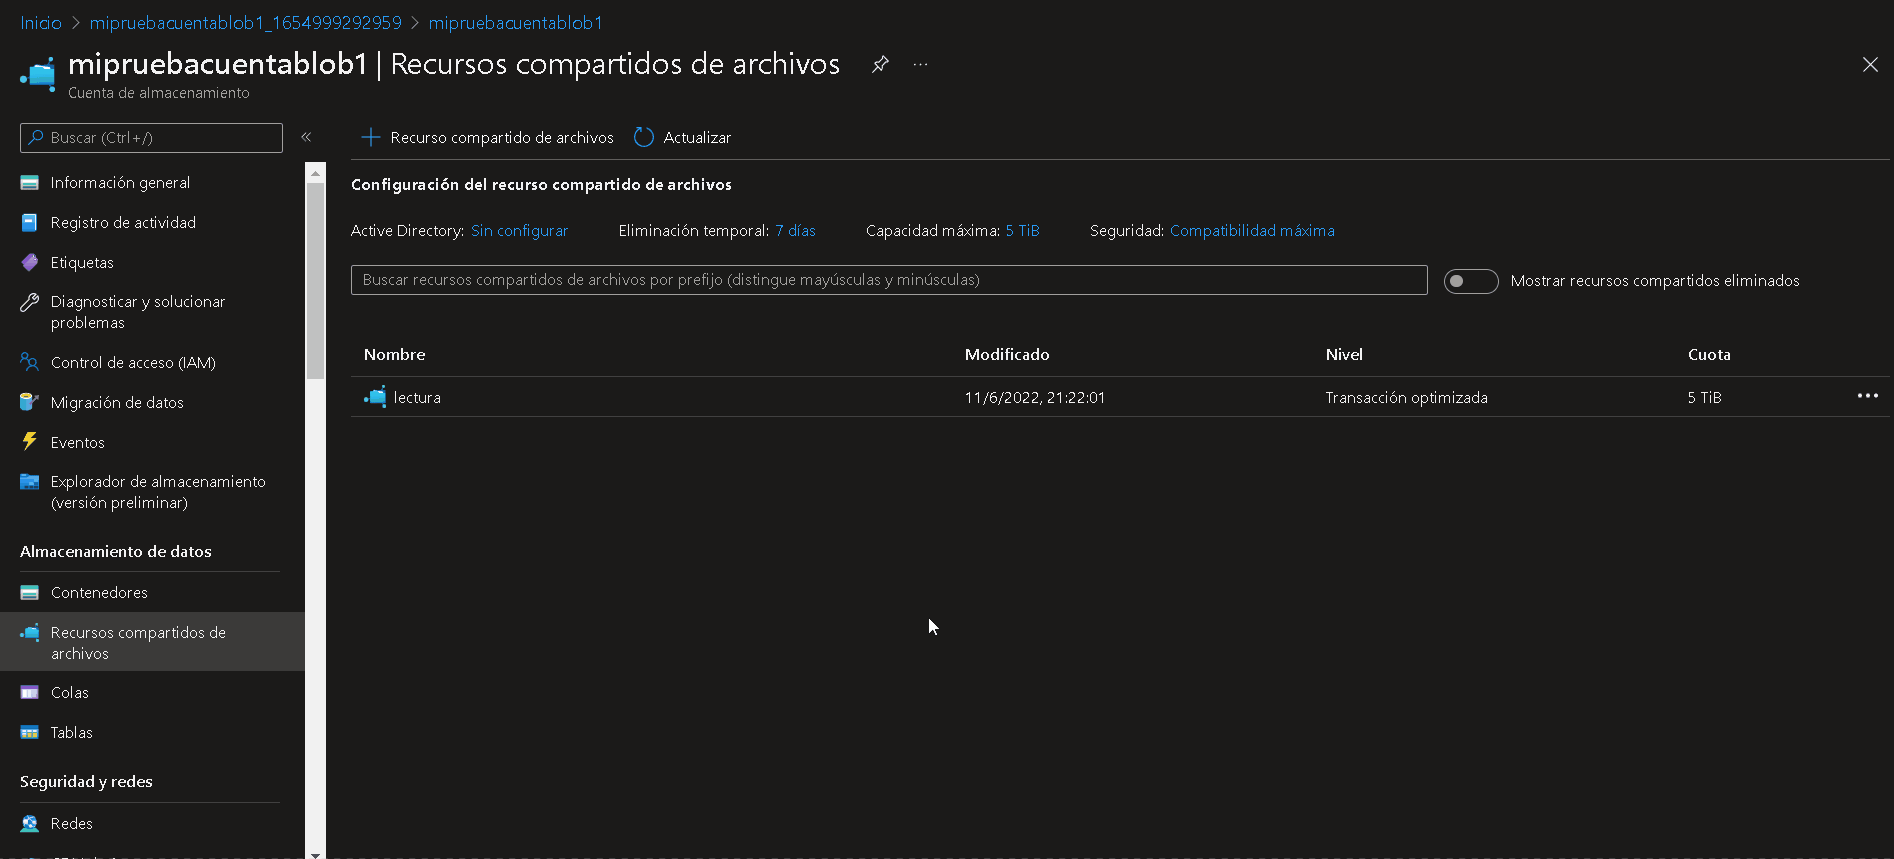 Inicio > mipruebacuentablob1_1654999292959 > mipruebacuentablob1
mipruebacuentablob1 | Recursos compartidos de archivos
Cuenta de almacenamiento
Buscar (Ctrl+/)
Información general
Registro de actividad
Etiquetas
Diagnosticar y solucionar
problemas
Control de acceso (IAM)
Migración de datos
Eventos
Explorador de almacenamiento
(versión preliminar)
Almacenamiento de datos
Contenedores
Recursos compartidos de
archivos
Colas
Tablas
Seguridad y redes
Redes
Recurso compartido de archivos Actualizar
Configuración del recurso compartido de archivos
Active Directory: Sin configurar Eliminación temporal: 7 días Capacidad máxima: 5 TiB Seguridad: Compatibilidad máxima
Buscar recursos compartidos de archivos por prefijo (distingue mayúsculas y minúsculas) Mostrar recursos compartidos eliminados
Nombre Modificado Nivel Cuota
lectura 11/6/2022, 21:22:01 Transacción optimizada 5 TiB